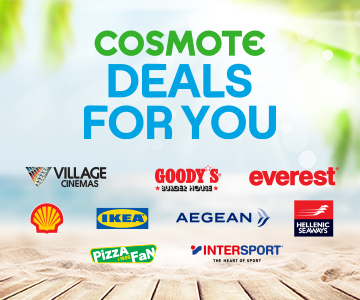 COSMOTE
DEALS
FOR YOU
VILLAGE
CINEMAS
GOODY'S
BURGER HOUSE
everest
IKEA
AEGEAN
HELLENIC
SEAWAYS
PIZZA
FAN
INTERSPORT
THE HEART OF SPORT